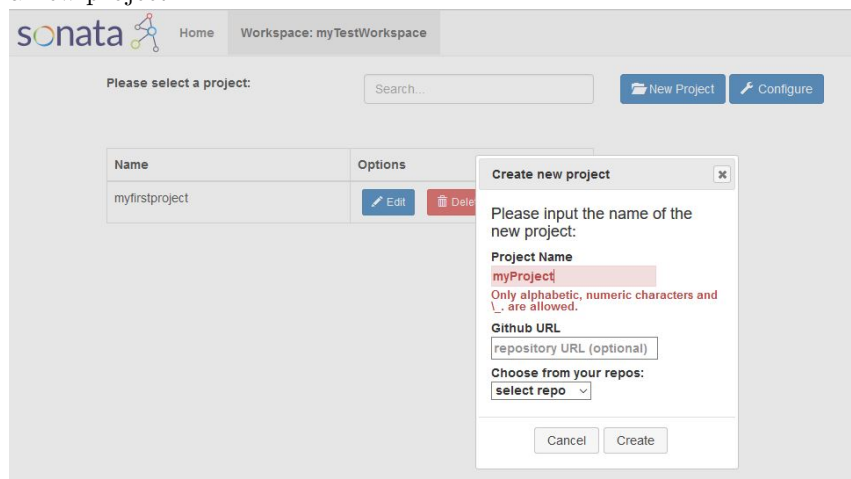 sonata Home Workspace: myTestWorkspace
Please select a project: Search... New Project Configure
Name Options
myfirstproject Edit
Create new project
Please input the name of the
new project:
Project Name
myProject
Only alphabetic, numeric characters and
\_. are allowed.
Github URL
repository URL (optional)
Choose from your repos:
select repo
Cancel Create